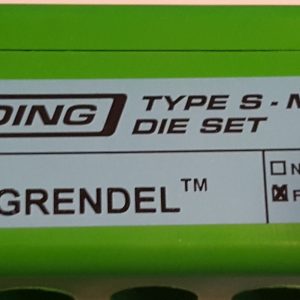 DING TYPE S - M
DIE SET
GRENDEL™
☐ N
☒ F